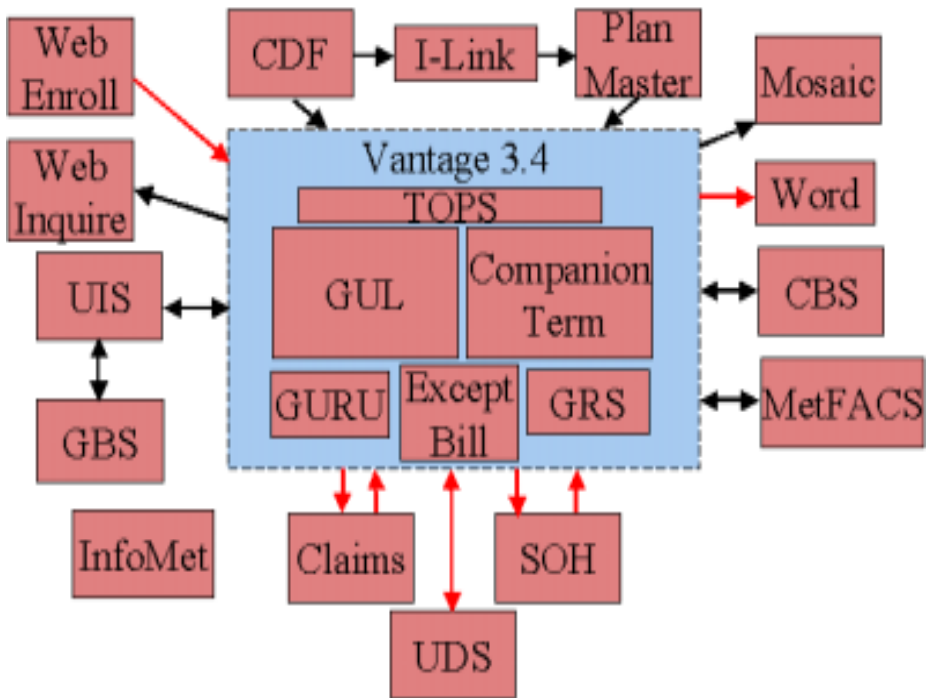 Web
Enroll
CDF
I-Link
Plan
Master
Mosaic
Vantage 3.4
Web
Inquire
TOPS
Word
UIS
GUL
Companion
Term
CBS
GURU
Except
Bill
GRS
MetFACS
GBS
InfoMet
Claims
SOH
UDS